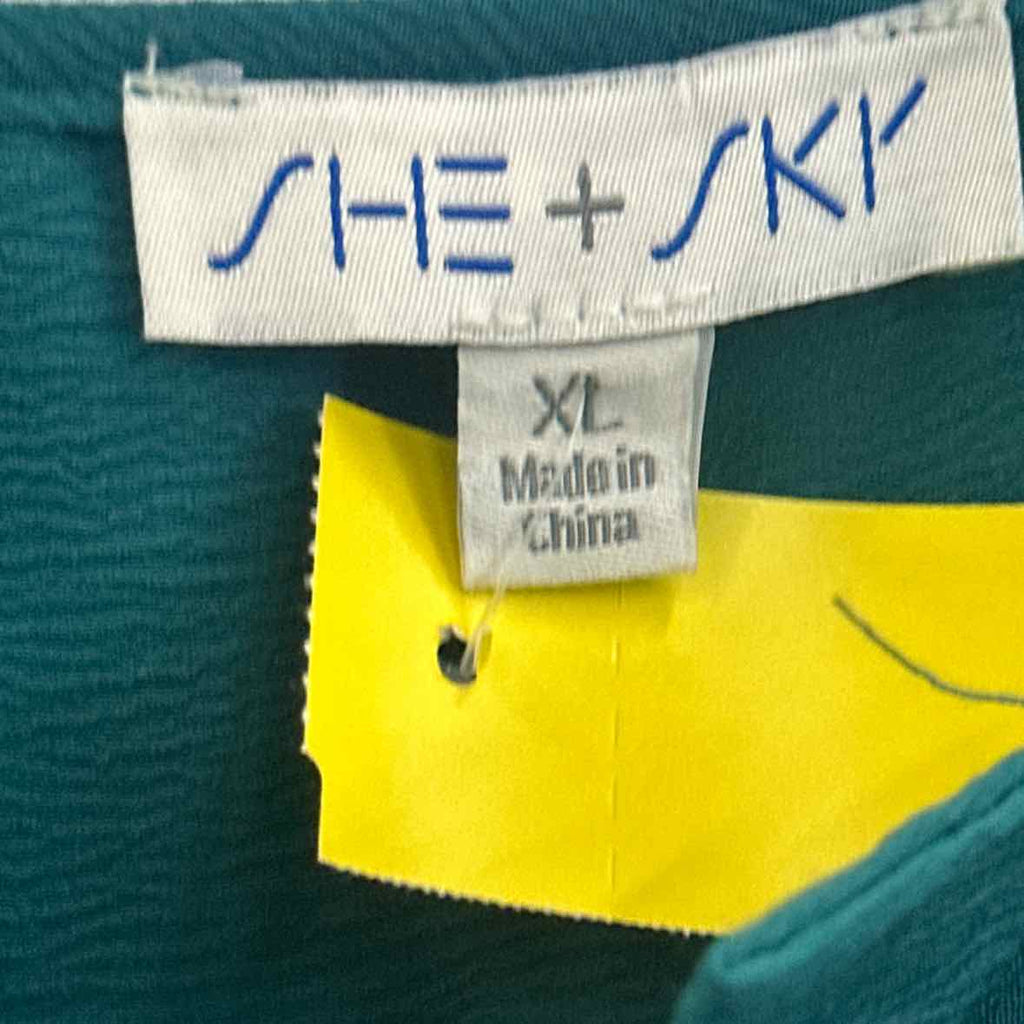 SHE + SKY
XL
Made in
China